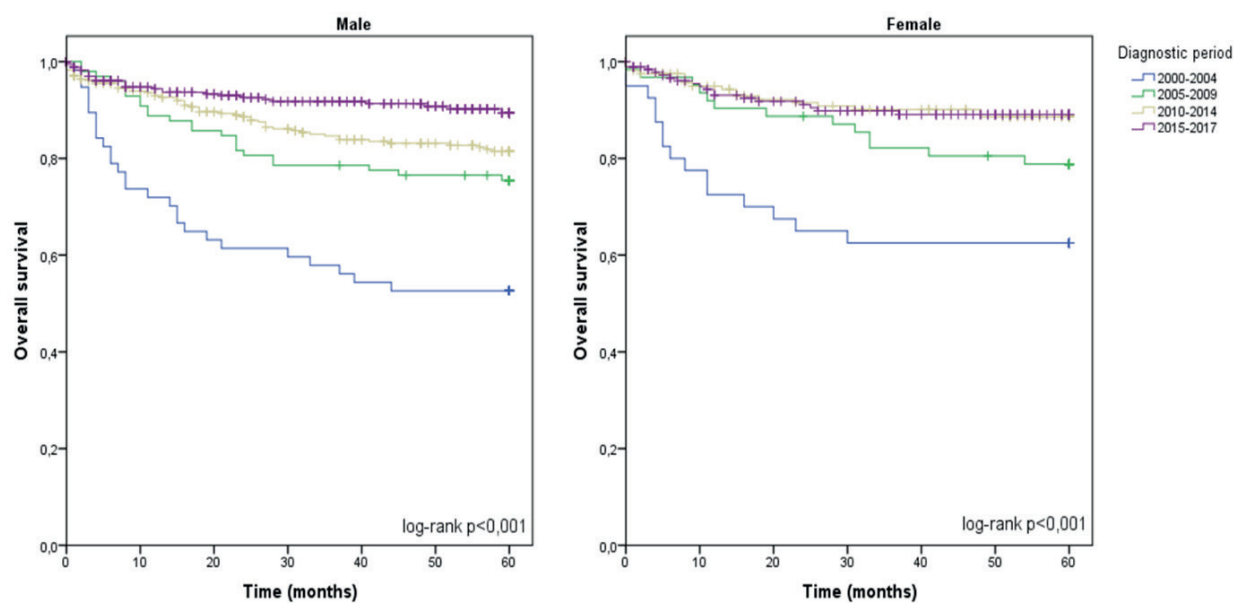 Male
Overall survival
1,0
0,8
0,6
0,4
0,2
0,0
log-rank p<0,001
0 10 20 30 40 50 60
Time (months)
Female
Overall survival
1,0
0,8
0,6
0,4
0,2
0,0
log-rank p<0,001
0 10 20 30 40 50 60
Time (months)
Diagnostic period
2000-2004
2005-2009
2010-2014
2015-2017